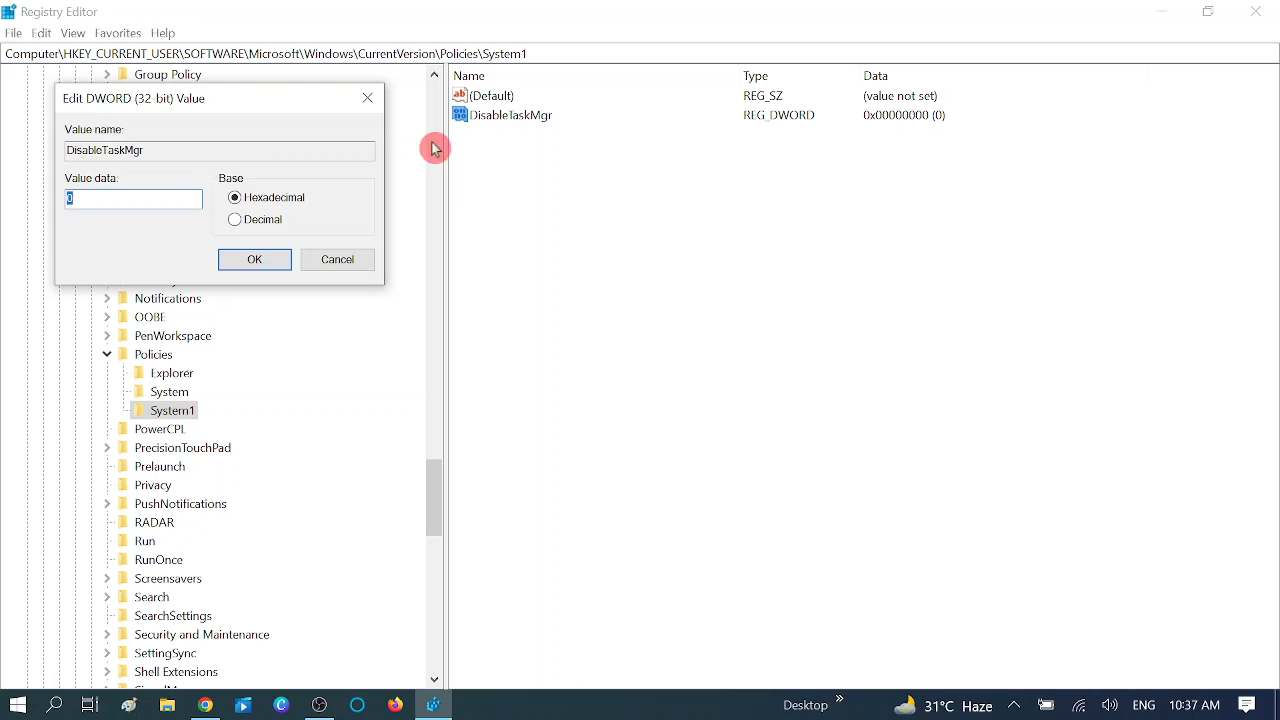 Registry Editor
File Edit View Favorites Help
Computer\HKEY_CURRENT_USER\SOFTWARE\Microsoft\Windows\CurrentVersion\Policies\System1
Group Policy
Name Type Data
(Default) REG_SZ (value not set)
DisableTaskMgr REG_DWORD 0x00000000 (0)
Edit DWORD (32-bit) Value
Value name:
DisableTaskMgr
Value data:
0
Base
Hexadecimal
Decimal
OK Cancel
Notifications
OOBE
PenWorkspace
Policies
Explorer
System
System1
PowerCPL
PrecisionTouchPad
Prelaunch
Privacy
PushNotifications
RADAR
Run
RunOnce
Screensavers
Search
SearchSettings
Security and Maintenance
SettingSync
Shell Extensions
Desktop 31°C Haze ENG 10:37 AM